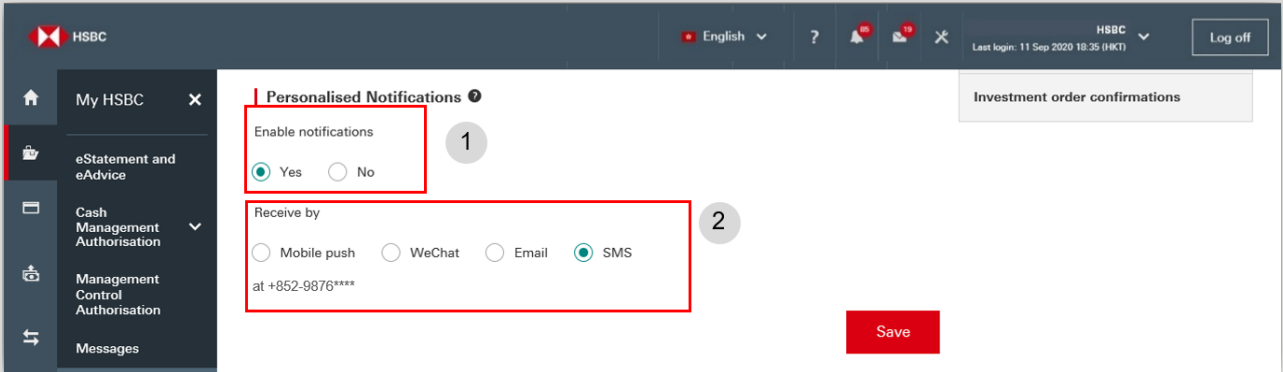 HSBC
English
?
85
19
HSBC
Last login: 11 Sep 2020 18:35 (HKT)
Log off
My HSBC
eStatement and
eAdvice
Cash
Management
Authorisation
Management
Control
Authorisation
Messages
Personalised Notifications ?
Enable notifications
Yes No
1
Receive by
Mobile push WeChat Email SMS
at +852-9876****
2
Save
Investment order confirmations